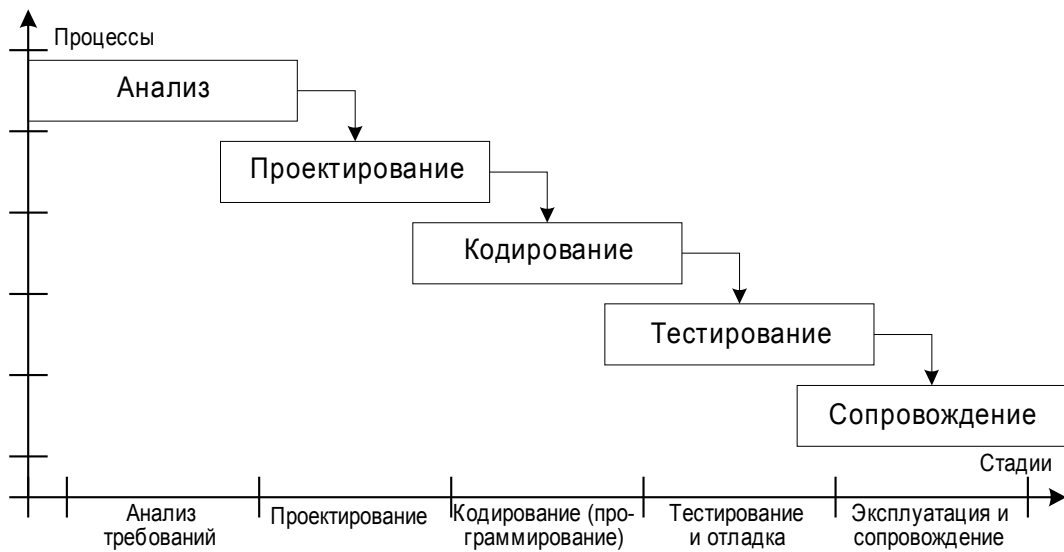 Процессы
Анализ
Проектирование
Кодирование
Тестирование
Сопровождение
Стадии
Анализ
требований
Проектирование
Кодирование (про-
граммирование)
Тестирование
и отладка
Эксплуатация и
сопровождение